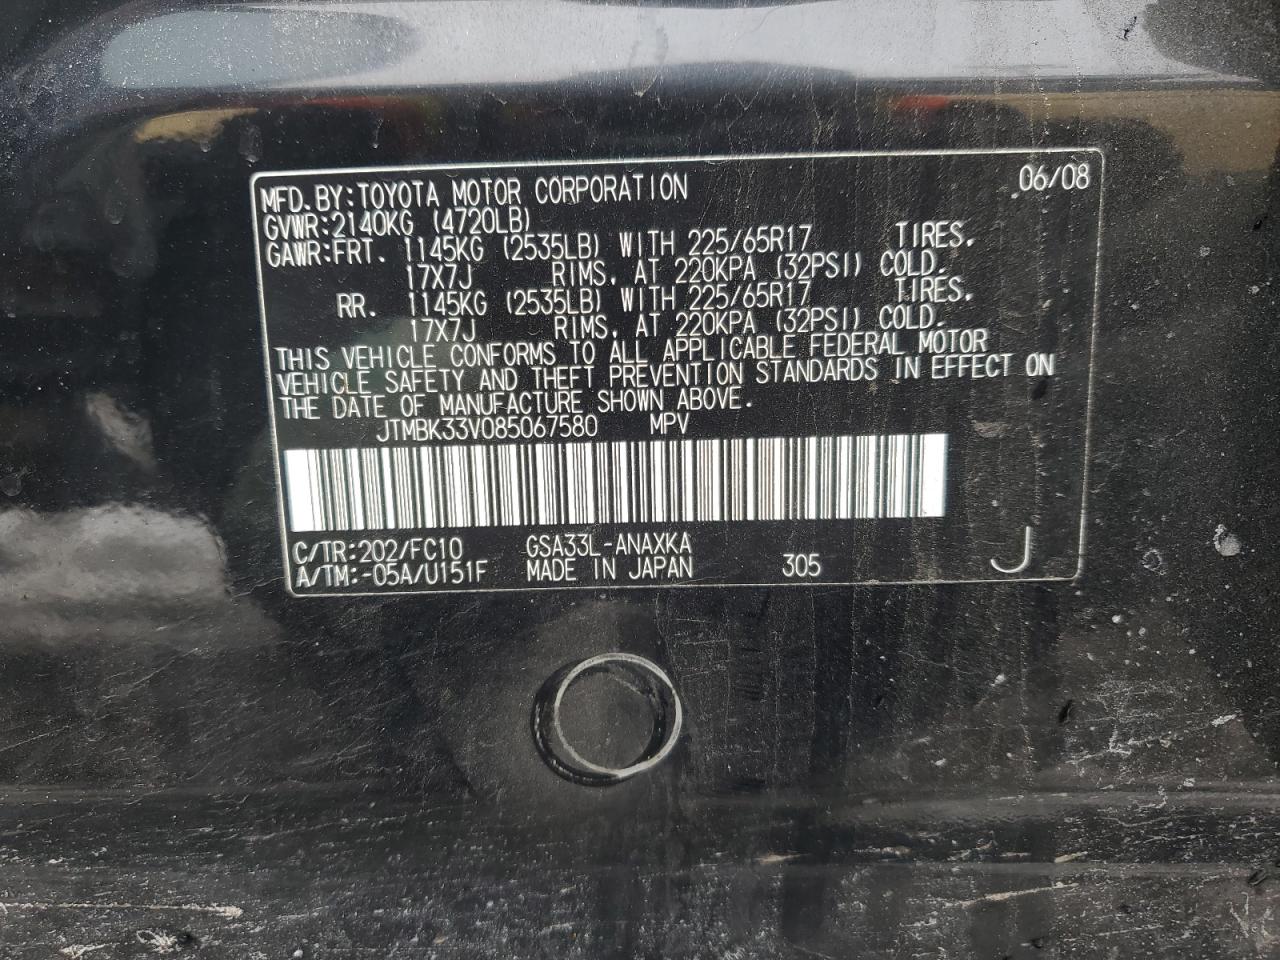 MFD.BY:TOYOTA MOTOR CORPORATION 06/08
GVWR:2140KG (4720LB)
GAWR:FRT. 1145KG (2535LB) WITH 225/65R17 TIRES.
17X7J RIMS. AT 220KPA (32PSI) COLD.
RR. 1145KG (2535LB) WITH 225/65R17 TIRES.
17X7J RIMS. AT 220KPA (32PSI) COLD.
THIS VEHICLE CONFORMS TO ALL APPLICABLE FEDERAL MOTOR
VEHICLE SAFETY AND THEFT PREVENTION STANDARDS IN EFFECT ON
THE DATE OF MANUFACTURE SHOWN ABOVE.
JTMBK33V085067580 MPV
C/TR:202/FC10 GSA33L-ANAXKA
A/TM:-05A/U151F MADE IN JAPAN 305 J